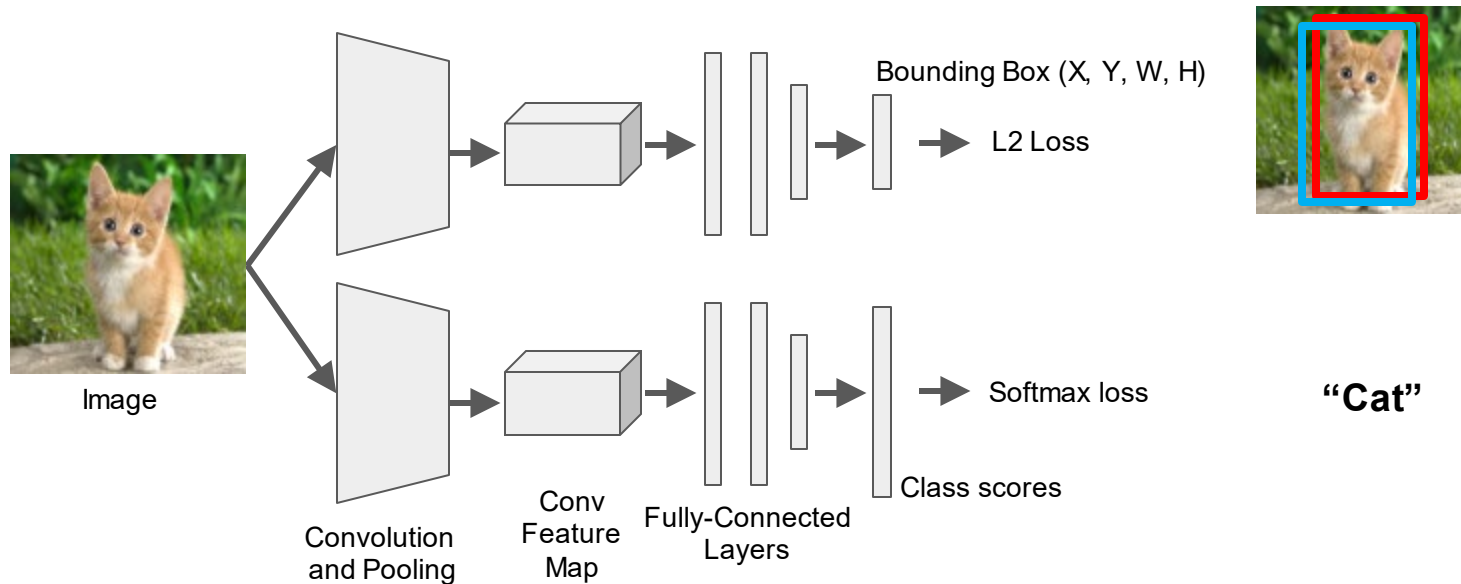 Bounding Box (X, Y, W, H)
L2 Loss
Image
Softmax loss
“Cat”
Class scores
Convolution
and Pooling
Conv
Feature
Map
Fully-Connected
Layers